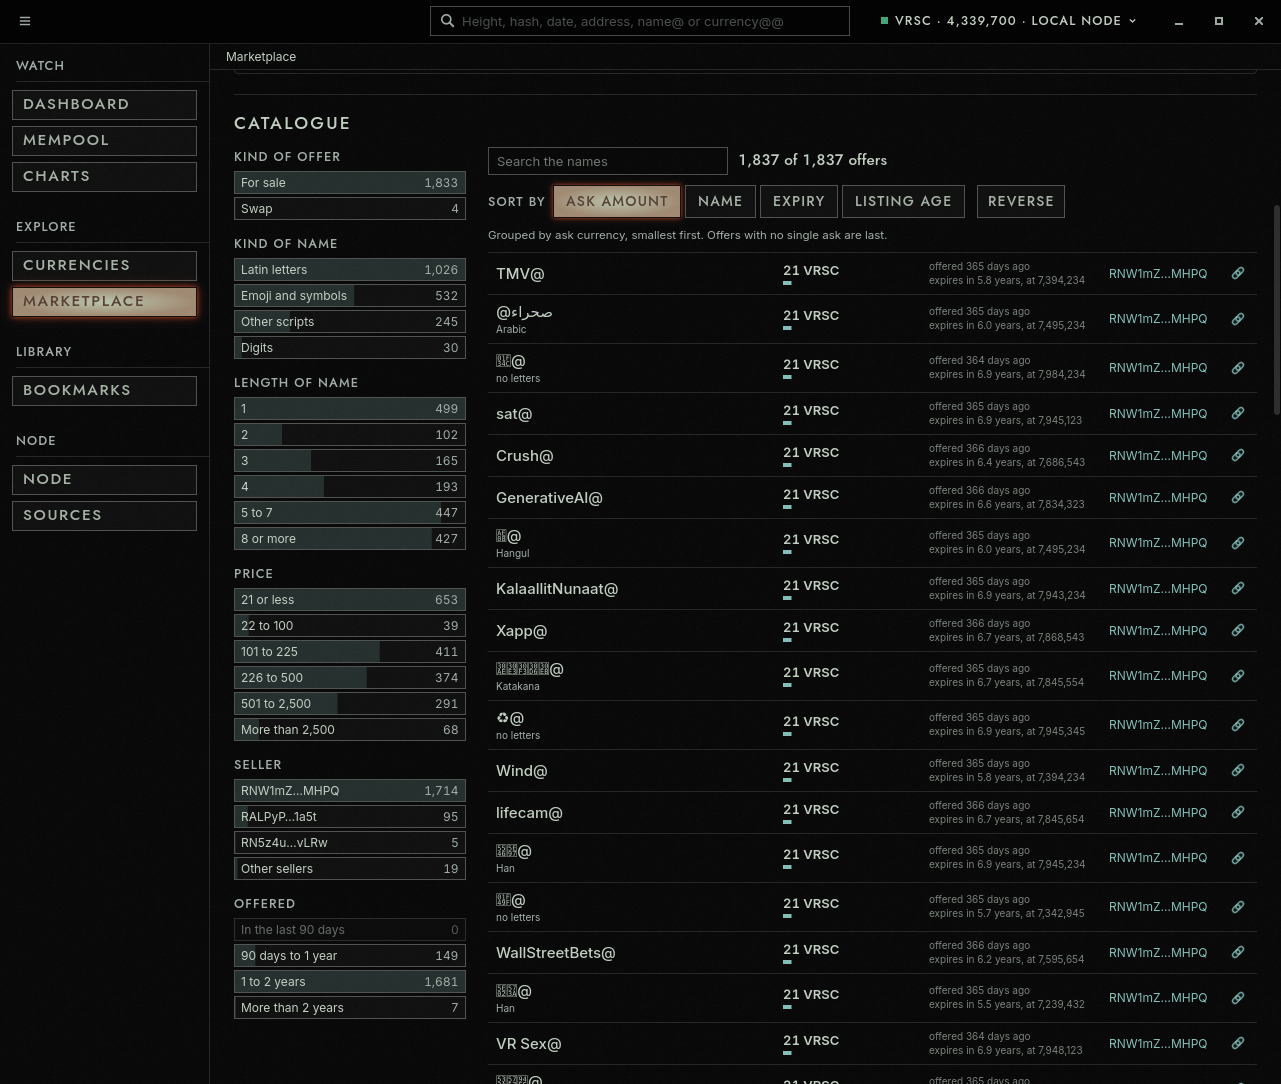 Height, hash, date, address, name@ or currency@@
VRSC · 4,339,700 · LOCAL NODE
WATCH
DASHBOARD
MEMPOOL
CHARTS
EXPLORE
CURRENCIES
MARKETPLACE
LIBRARY
BOOKMARKS
NODE
NODE
SOURCES
Marketplace
CATALOGUE
KIND OF OFFER
For sale 1,833
Swap 4
KIND OF NAME
Latin letters 1,026
Emoji and symbols 532
Other scripts 245
Digits 30
LENGTH OF NAME
1 499
2 102
3 165
4 193
5 to 7 447
8 or more 427
PRICE
21 or less 653
22 to 100 39
101 to 225 411
226 to 500 374
501 to 2,500 291
More than 2,500 68
SELLER
RNW1mZ...MHPQ 1,714
RALPyP...1a5t 95
RN5z4u...vLRw 5
Other sellers 19
OFFERED
In the last 90 days 0
90 days to 1 year 149
1 to 2 years 1,681
More than 2 years 7
Search the names
1,837 of 1,837 offers
SORT BY ASK AMOUNT NAME EXPIRY LISTING AGE REVERSE
Grouped by ask currency, smallest first. Offers with no single ask are last.
TMV@ 21 VRSC offered 365 days ago RNW1mZ...MHPQ
expires in 5.8 years, at 7,394,234
صحراء@ 21 VRSC offered 365 days ago RNW1mZ...MHPQ
Arabic expires in 6.0 years, at 7,495,234
@ 21 VRSC offered 364 days ago RNW1mZ...MHPQ
no letters expires in 6.9 years, at 7,984,234
sat@ 21 VRSC offered 365 days ago RNW1mZ...MHPQ
expires in 6.9 years, at 7,945,123
Crush@ 21 VRSC offered 366 days ago RNW1mZ...MHPQ
expires in 6.4 years, at 7,686,543
GenerativeAI@ 21 VRSC offered 366 days ago RNW1mZ...MHPQ
expires in 6.6 years, at 7,834,323
@ 21 VRSC offered 365 days ago RNW1mZ...MHPQ
Hangul expires in 6.0 years, at 7,495,234
KalaallitNunaat@ 21 VRSC offered 365 days ago RNW1mZ...MHPQ
expires in 6.9 years, at 7,943,234
Xapp@ 21 VRSC offered 366 days ago RNW1mZ...MHPQ
expires in 6.7 years, at 7,868,543
@ 21 VRSC offered 365 days ago RNW1mZ...MHPQ
Katakana expires in 6.7 years, at 7,845,554
♻@ 21 VRSC offered 365 days ago RNW1mZ...MHPQ
no letters expires in 6.9 years, at 7,945,345
Wind@ 21 VRSC offered 365 days ago RNW1mZ...MHPQ
expires in 5.8 years, at 7,394,234
lifecam@ 21 VRSC offered 366 days ago RNW1mZ...MHPQ
expires in 6.7 years, at 7,845,654
@ 21 VRSC offered 365 days ago RNW1mZ...MHPQ
Han expires in 6.9 years, at 7,945,234
@ 21 VRSC offered 365 days ago RNW1mZ...MHPQ
no letters expires in 5.7 years, at 7,342,945
WallStreetBets@ 21 VRSC offered 366 days ago RNW1mZ...MHPQ
expires in 6.2 years, at 7,595,654
@ 21 VRSC offered 365 days ago RNW1mZ...MHPQ
Han expires in 5.5 years, at 7,239,432
VR Sex@ 21 VRSC offered 364 days ago RNW1mZ...MHPQ
expires in 6.9 years, at 7,948,123
@ 21 VRSC offered 365 days ago